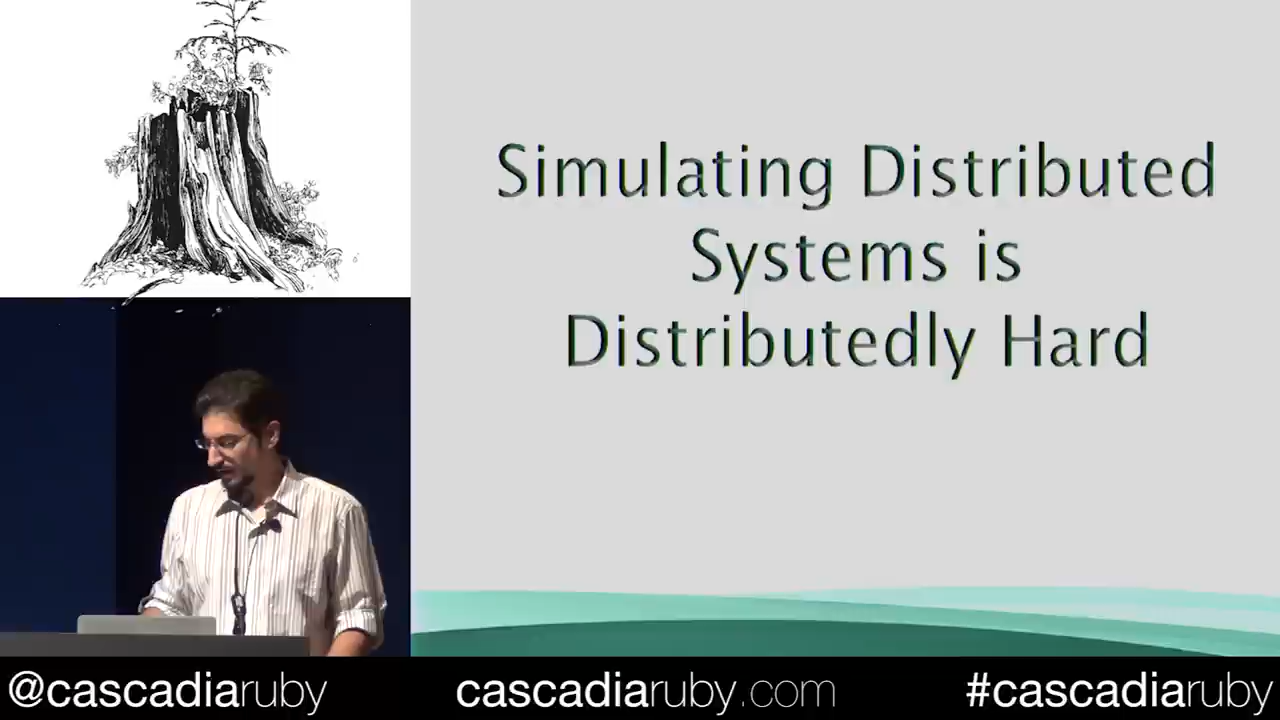 Simulating Distributed
Systems is
Distributedly Hard
@cascadiaruby
cascadiaruby.com
#cascadiaruby